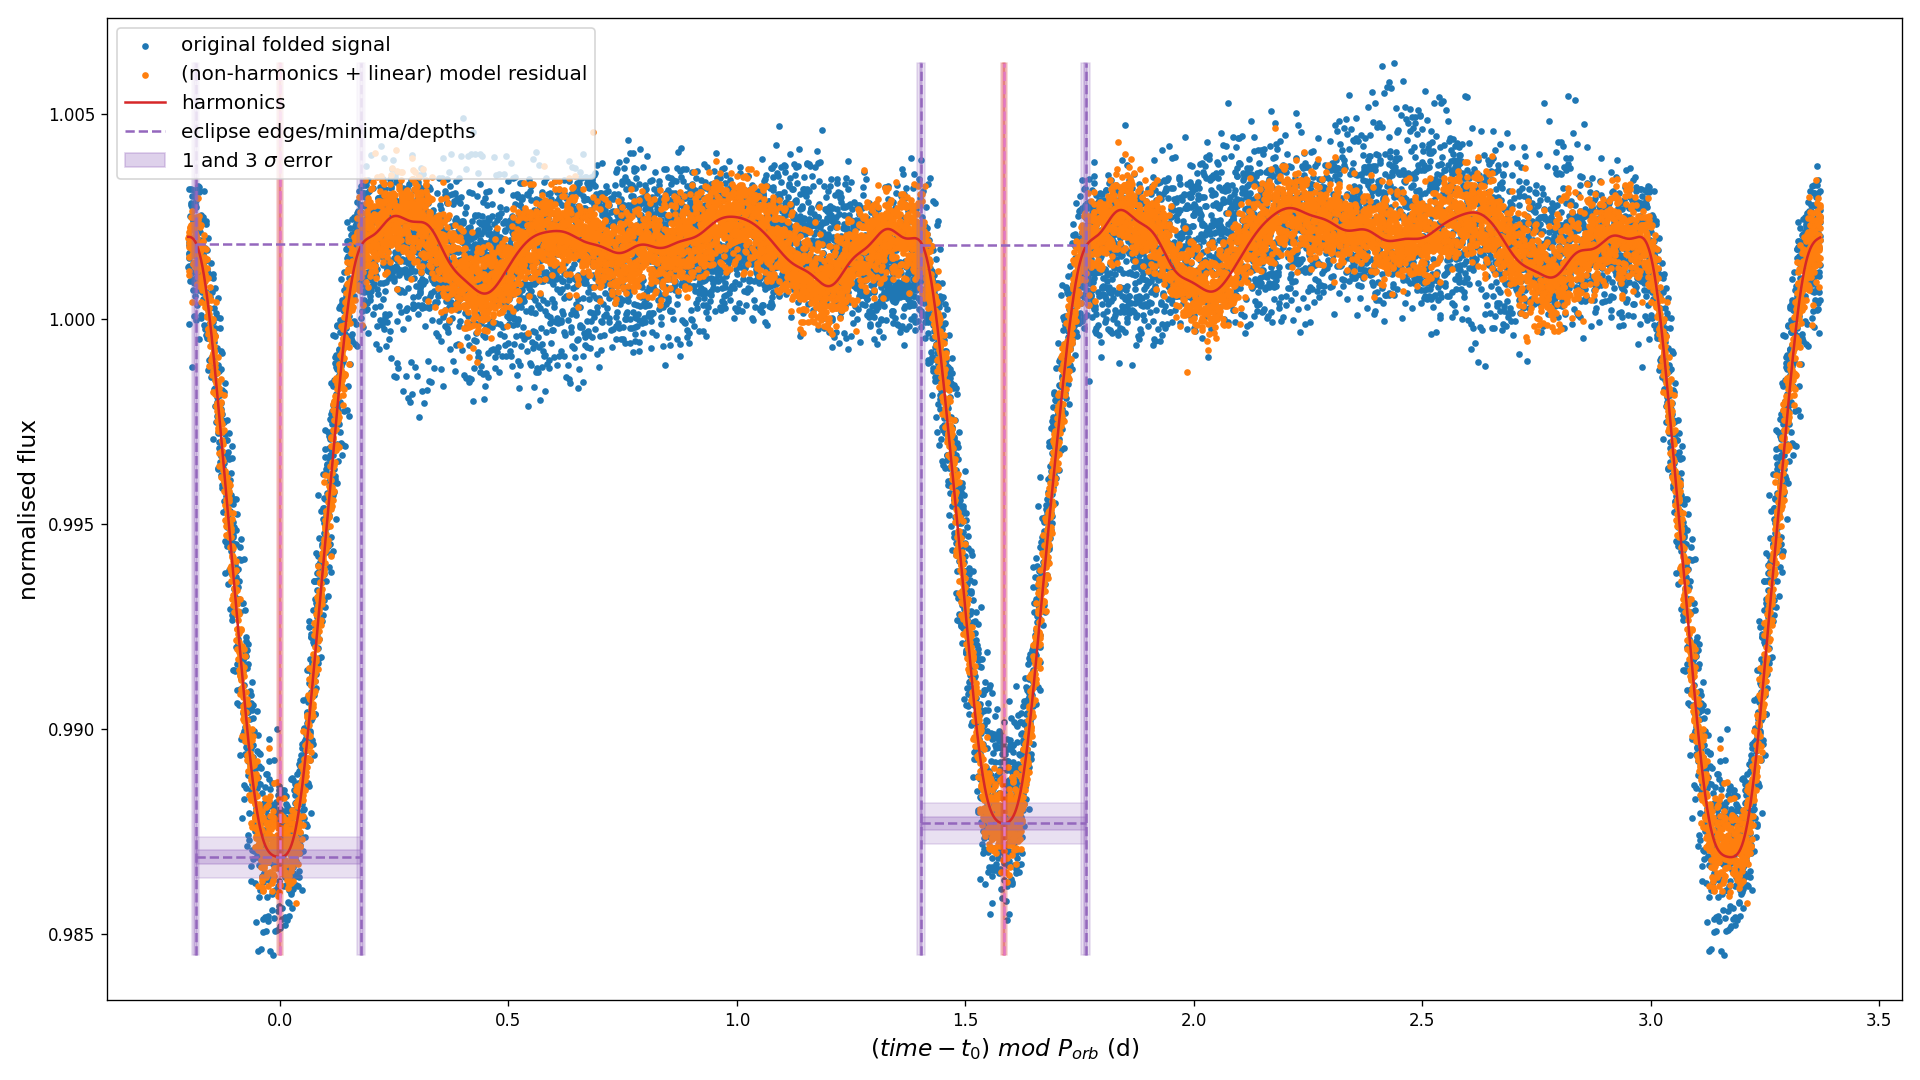 original folded signal
(non-harmonics + linear) model residual
harmonics
eclipse edges/minima/depths
1 and 3 σ error
1.005
1.000
0.995
0.990
0.985
normalised flux
0.0 0.5 1.0 1.5 2.0 2.5 3.0 3.5
(time − t₀) mod Pₒᵣᵦ (d)